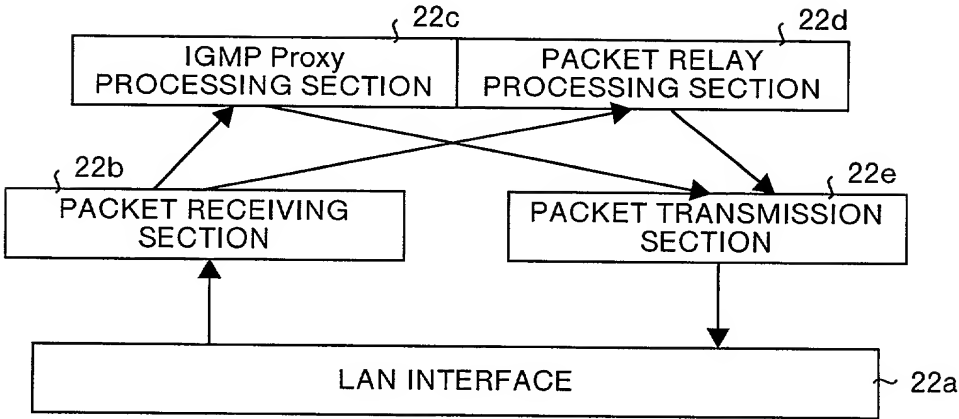 22c
22d
IGMP Proxy
PROCESSING SECTION
PACKET RELAY
PROCESSING SECTION
22b
22e
PACKET RECEIVING
SECTION
PACKET TRANSMISSION
SECTION
LAN INTERFACE
22a